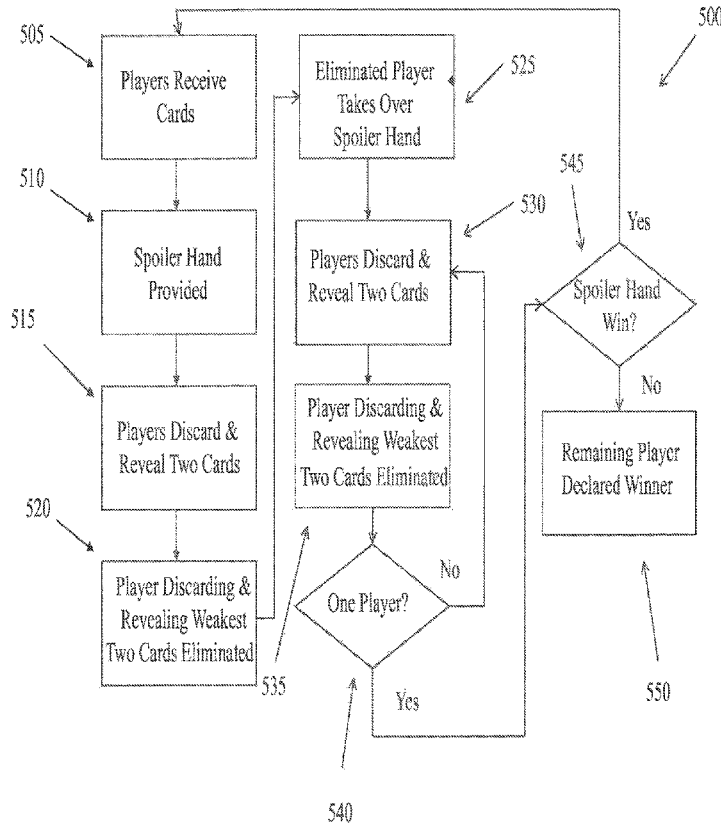 500
505
Players Receive
Cards
510
Spoiler Hand
Provided
515
Players Discard &
Reveal Two Cards
520
Player Discarding &
Revealing Weakest
Two Cards Eliminated
Eliminated Player
Takes Over
Spoiler Hand
525
530
Players Discard &
Reveal Two Cards
Player Discarding &
Revealing Weakest
Two Cards Eliminated
535
One Player?
No
Yes
540
545
Yes
Spoiler Hand
Win?
No
Remaining Player
Declared Winner
550